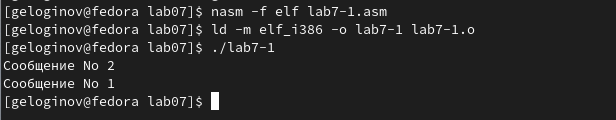 [geloginov@fedora lab07]$ nasm -f elf lab7-1.asm
[geloginov@fedora lab07]$ ld -m elf_i386 -o lab7-1 lab7-1.o
[geloginov@fedora lab07]$ ./lab7-1
Сообщение No 2
Сообщение No 1
[geloginov@fedora lab07]$